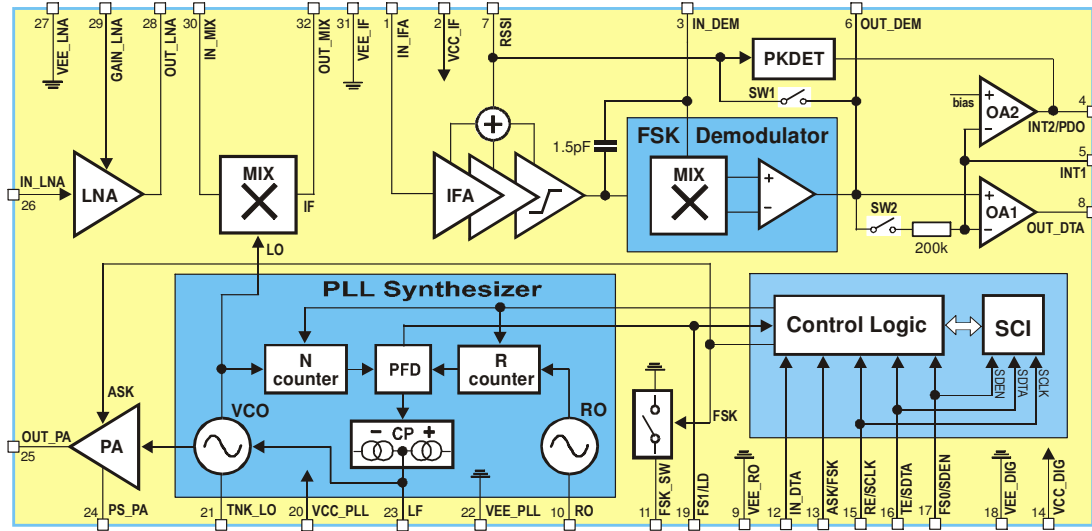 27 29 28 30 32 31 1 2 7 3 6
VEE_LNA
GAIN_LNA
OUT_LNA
IN_MIX
OUT_MIX
VEE_IF
IN_IFA
VCC_IF
RSSI
IN_DEM
OUT_DEM
PKDET
SW1
bias
+
−
OA2
4
INT2/PDO
5
INT1
IN_LNA
26
LNA
MIX
IF
LO
+
IFA
1.5pF
FSK Demodulator
MIX
+
−
SW2
200k
+
−
OA1
8
OUT_DTA
PLL Synthesizer
N
counter
PFD
R
counter
− CP +
VCO
RO
ASK
OUT_PA
25
PA
FSK
Control Logic
SCI
SDEN
SDTA
SCLK
PS_PA
TNK_LO
VCC_PLL
LF
VEE_PLL
RO
FSK_SW
FS1/LD
VEE_RO
IN_DTA
ASK/FSK
RE/SCLK
TE/SDTA
FS0/SDEN
VEE_DIG
VCC_DIG
24 21 20 23 22 10 11 19 9 12 13 15 16 17 18 14